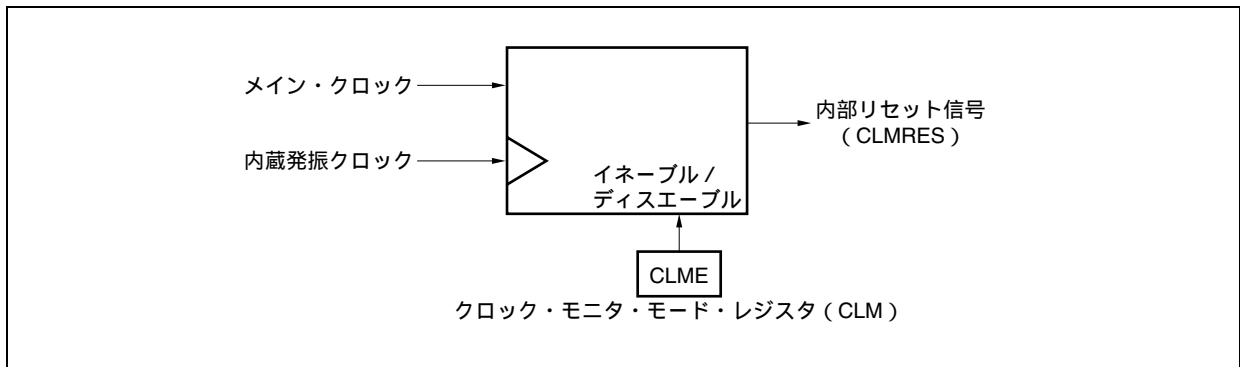 メイン・クロック
内蔵発振クロック
イネーブル /
ディスエーブル
内部リセット信号
( CLMRES )
CLME
クロック・モニタ・モード・レジスタ( CLM )